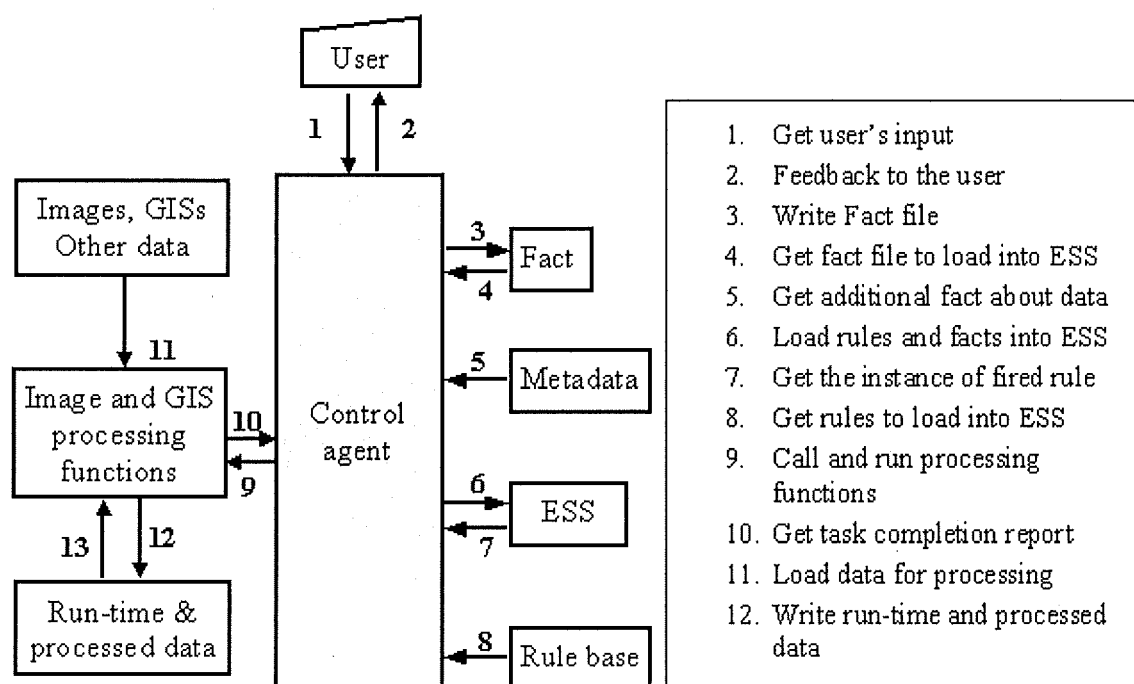 User
1
2
Images, GISs
Other data
3
Fact
4
11
5
Metadata
Image and GIS
processing
functions
10
9
Control
agent
6
ESS
7
13
12
Run-time &
processed data
8
Rule base
1. Get user's input
2. Feedback to the user
3. Write Fact file
4. Get fact file to load into ESS
5. Get additional fact about data
6. Load rules and facts into ESS
7. Get the instance of fired rule
8. Get rules to load into ESS
9. Call and run processing
functions
10. Get task completion report
11. Load data for processing
12. Write run-time and processed
data